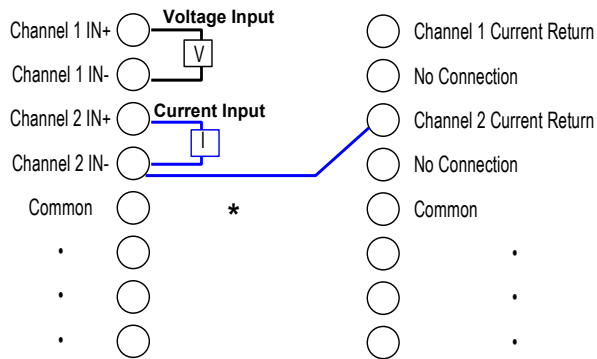 Voltage Input
Channel 1 IN+
V
Channel 1 Current Return
Channel 1 IN-
No Connection
Channel 2 IN+
Current Input
I
Channel 2 Current Return
Channel 2 IN-
No Connection
Common
*
Common
•
•
•
•
•
•